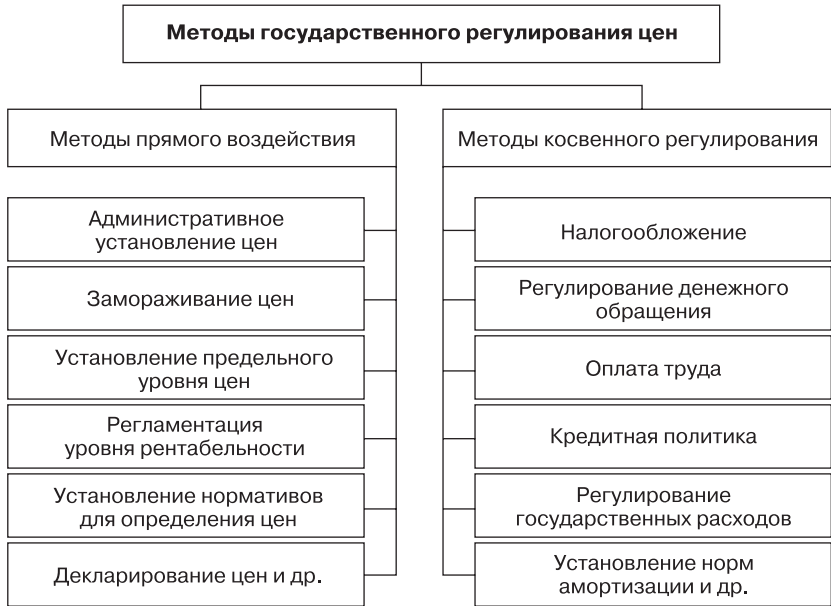 Методы государственного регулирования цен
Методы прямого воздействия
Административное
установление цен
Замораживание цен
Установление предельного
уровня цен
Регламентация
уровня рентабельности
Установление нормативов
для определения цен
Декларирование цен и др.
Методы косвенного регулирования
Налогообложение
Регулирование денежного
обращения
Оплата труда
Кредитная политика
Регулирование
государственных расходов
Установление норм
амортизации и др.